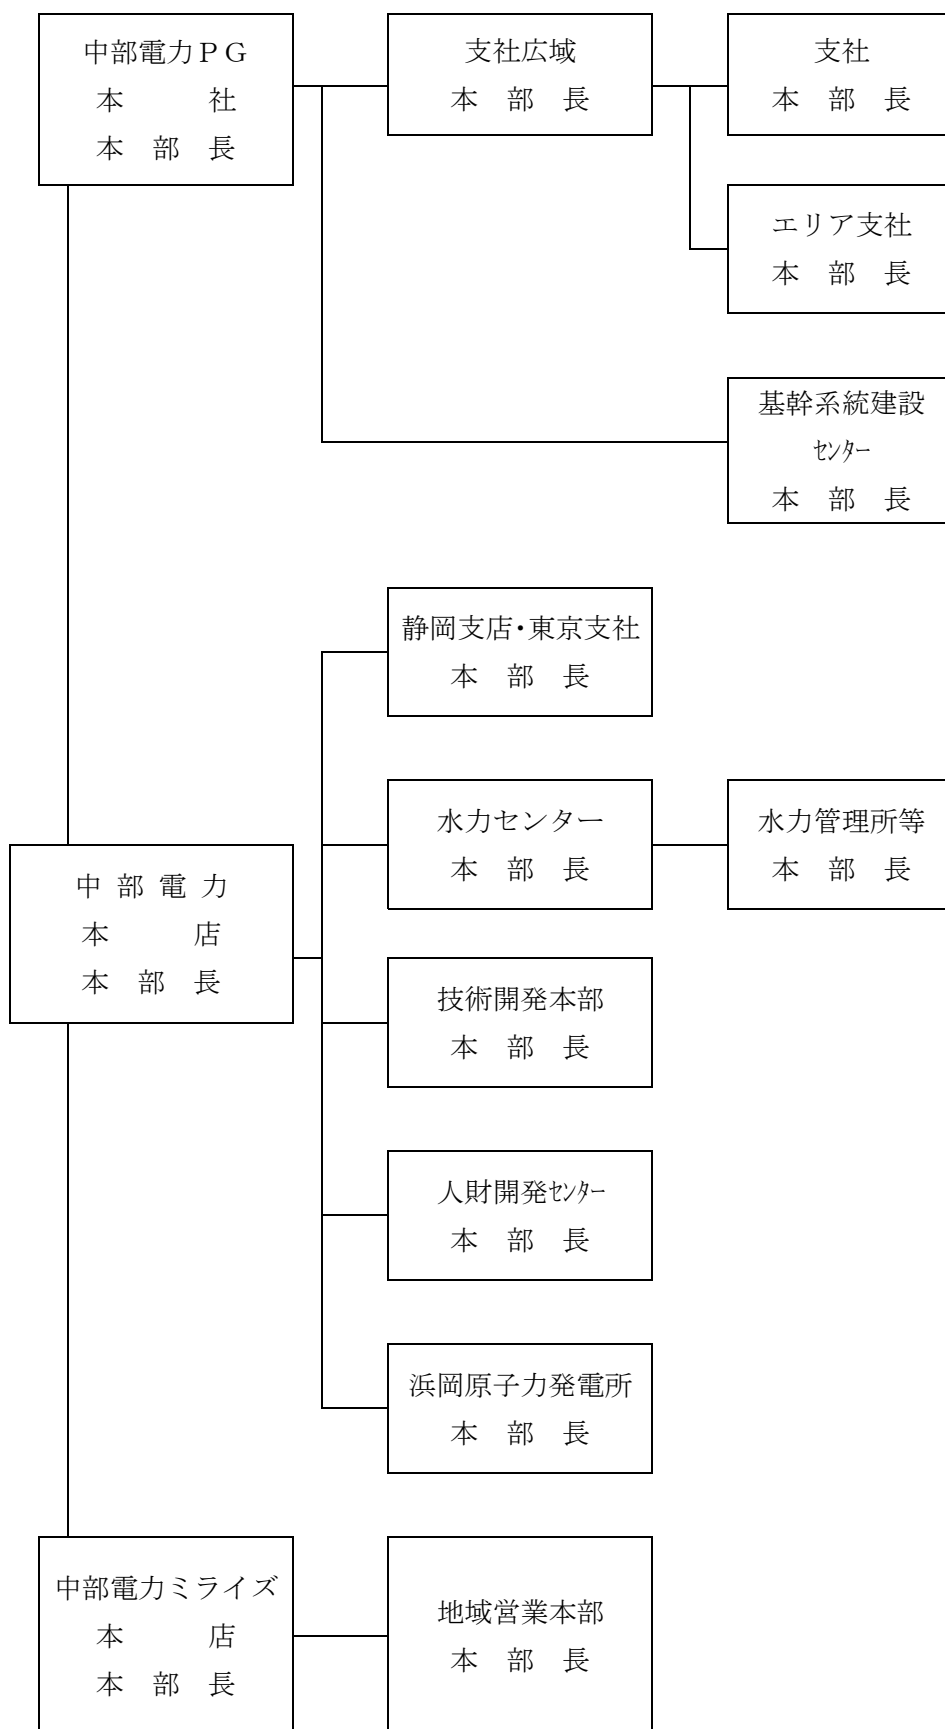 中部電力ＰＧ
本　　　社
本　部　長
支社広域
本　部　長
支社
本　部　長
エリア支社
本　部　長
基幹系統建設
ｾﾝﾀｰ
本　部　長
静岡支店・東京支社
本　部　長
水力センター
本　部　長
水力管理所等
本　部　長
中 部 電 力
本　　　店
本　部　長
技術開発本部
本　部　長
人財開発ｾﾝﾀｰ
本　部　長
浜岡原子力発電所
本　部　長
中部電力ミライズ
本　　　店
本　部　長
地域営業本部
本　部　長